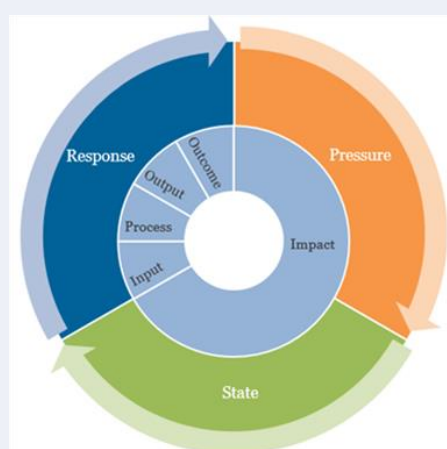 Response
Pressure
Outcome
Output
Process
Input
Impact
State